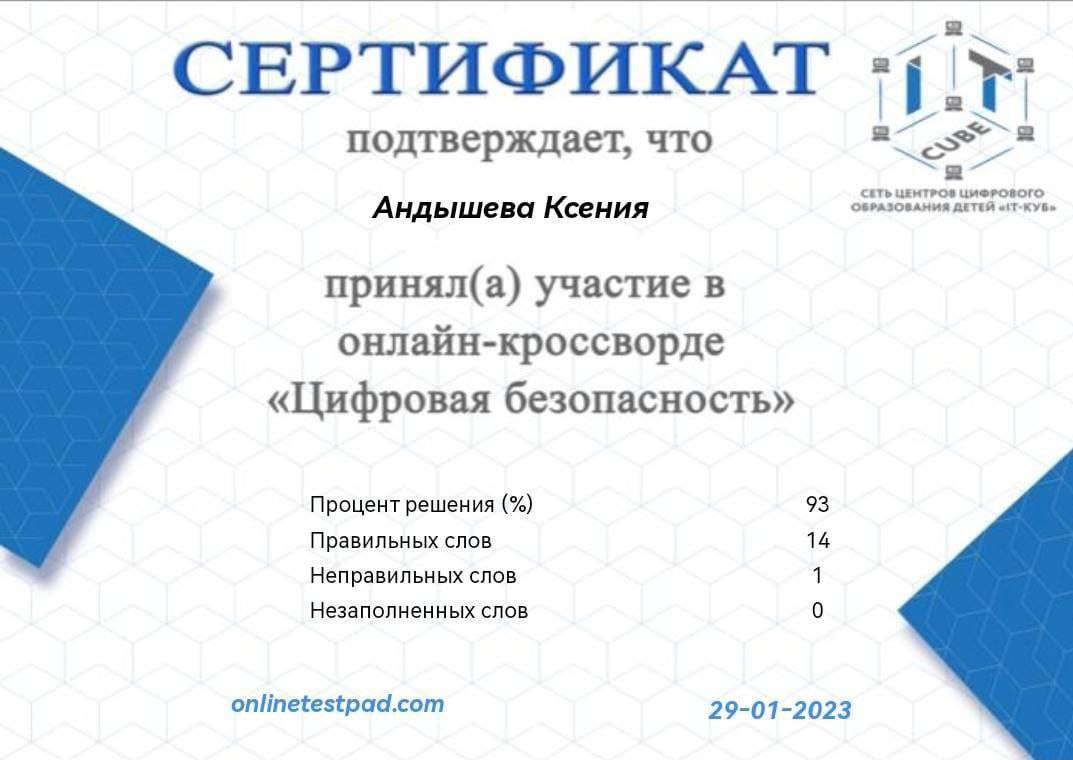 СЕРТИФИКАТ
подтверждает, что
IT
CUBE
СЕТЬ ЦЕНТРОВ ЦИФРОВОГО
ОБРАЗОВАНИЯ ДЕТЕЙ «IT-КУБ»
Андышева Ксения
принял(а) участие в
онлайн-кроссворде
«Цифровая безопасность»
Процент решения (%) 93
Правильных слов 14
Неправильных слов 1
Незаполненных слов 0
onlinetestpad.com 29-01-2023